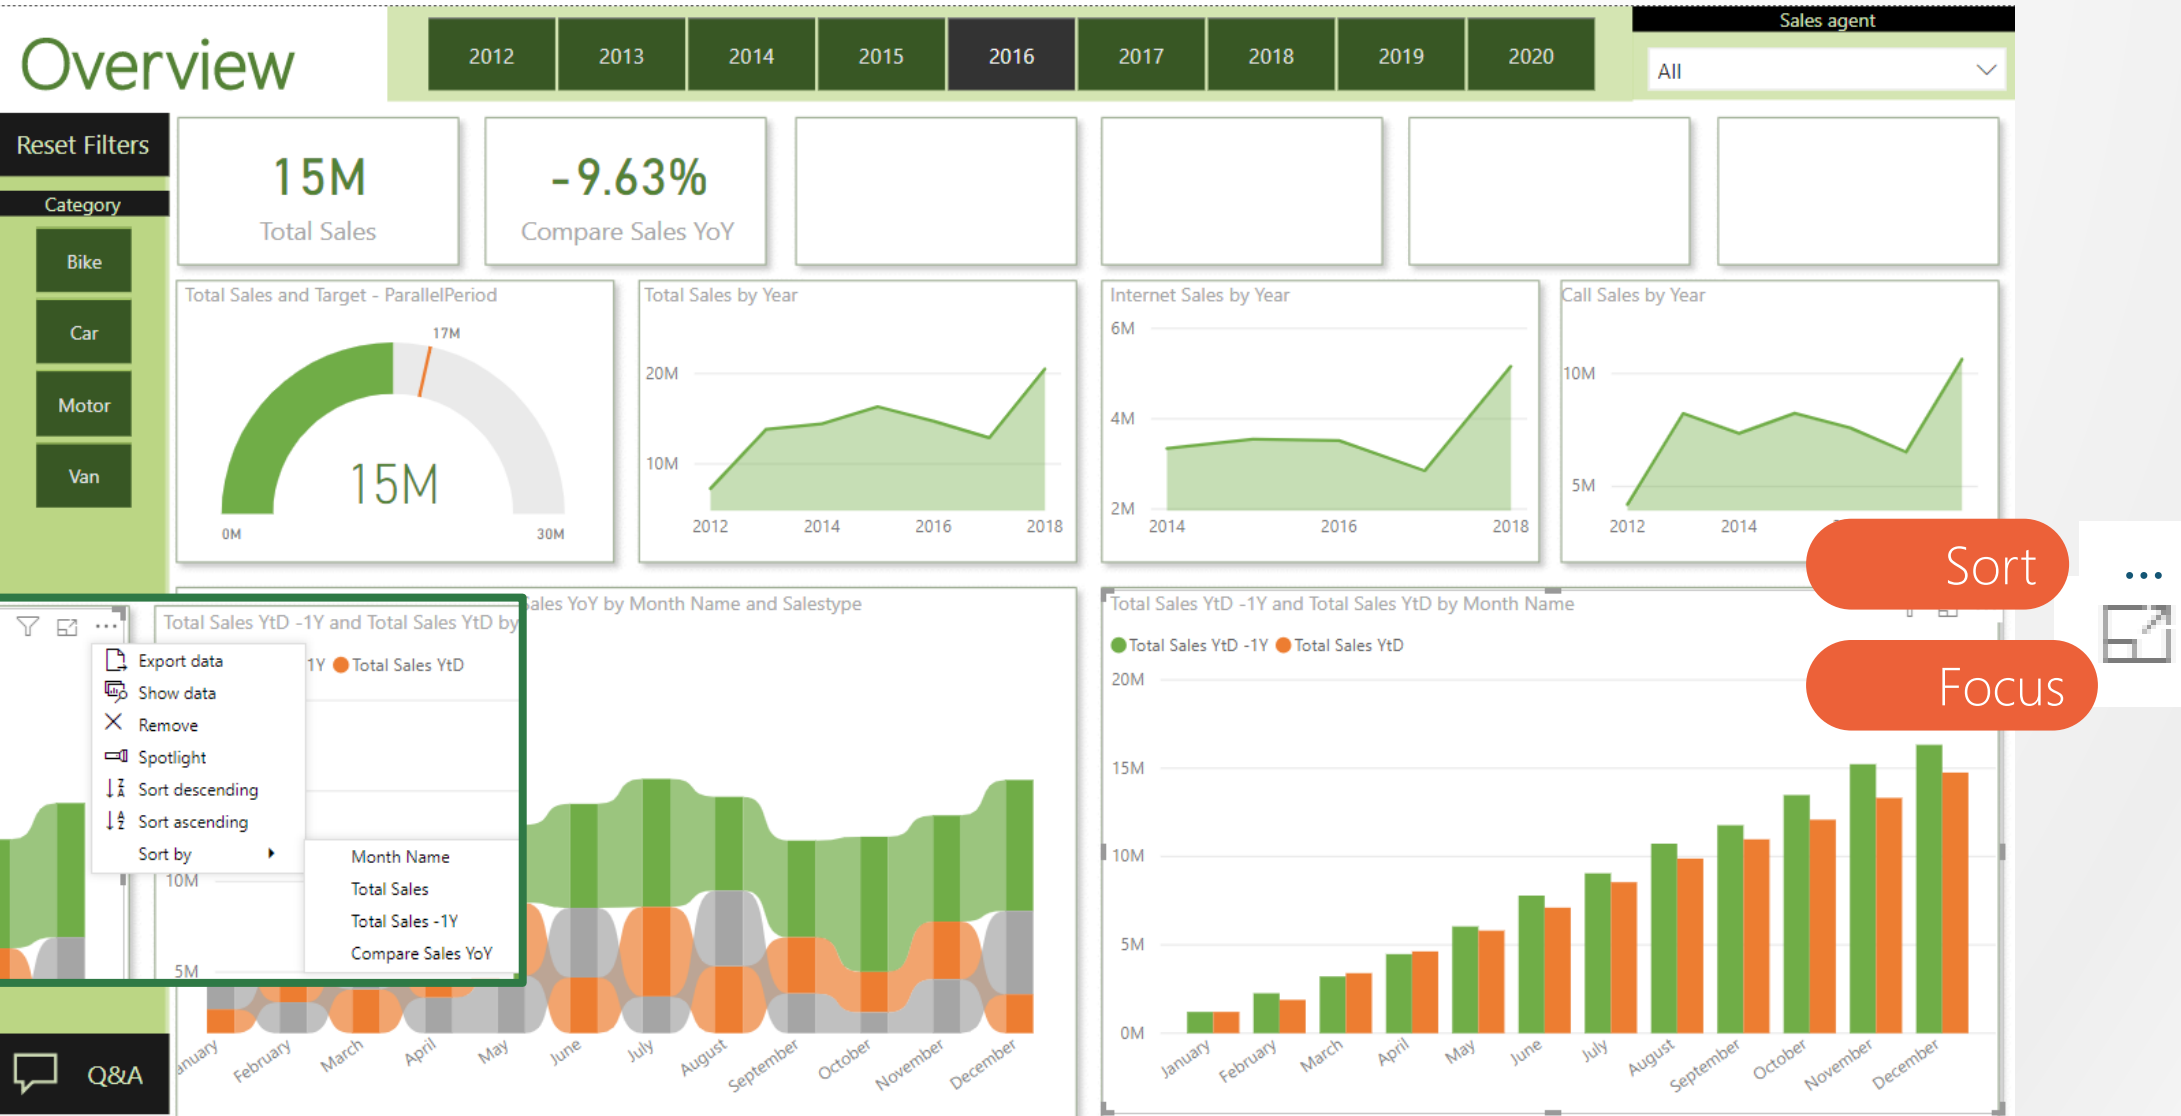 Overview
2012 2013 2014 2015 2016 2017 2018 2019 2020
Sales agent
All
Reset Filters
Category
Bike
Car
Motor
Van
Q&A
15M
Total Sales
-9.63%
Compare Sales YoY
Total Sales and Target - ParallelPeriod
17M
15M
0M 30M
Total Sales by Year
20M
10M
2012 2014 2016 2018
Internet Sales by Year
6M
4M
2M
2014 2016 2018
Call Sales by Year
10M
5M
2012 2014
Sort
...
Focus
Total Sales YtD -1Y and Total Sales YtD by
1Y Total Sales YtD
...
Export data
Show data
Remove
Spotlight
Sort descending
Sort ascending
Sort by
Month Name
Total Sales
Total Sales -1Y
Compare Sales YoY
10M
5M
Sales YoY by Month Name and Salestype
anuary February March April May June July August September October November December
Total Sales YtD -1Y and Total Sales YtD by Month Name
Total Sales YtD -1Y Total Sales YtD
20M
15M
10M
5M
0M
January February March April May June July August September October November December